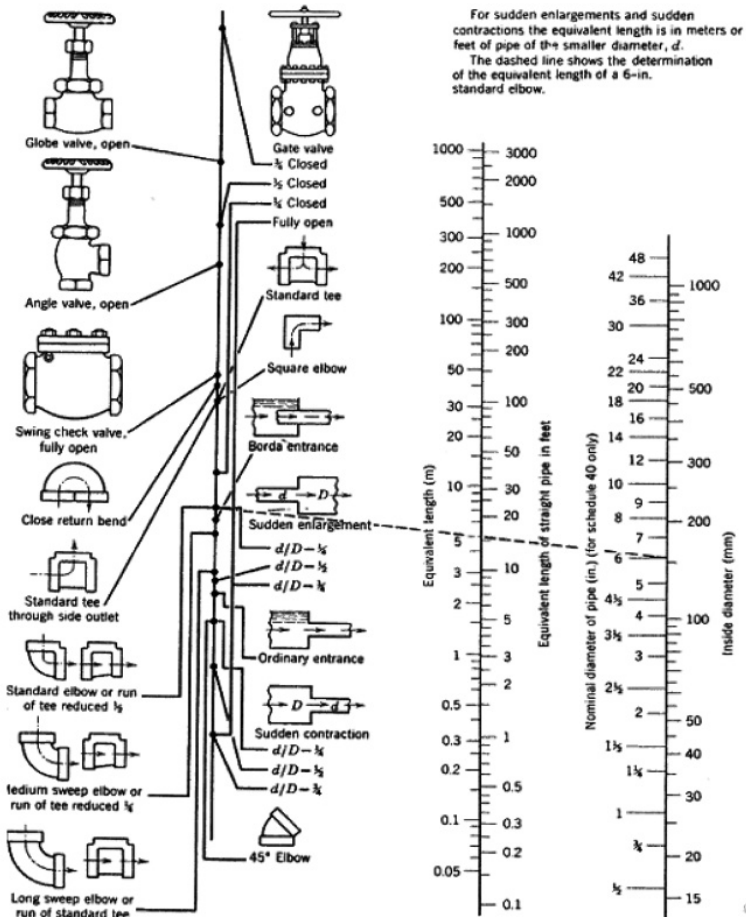 For sudden enlargements and sudden
contractions the equivalent length is in meters or
feet of pipe of the smaller diameter, d.
The dashed line shows the determination
of the equivalent length of a 6-in.
standard elbow.
Globe valve, open
Gate valve
¾ Closed
½ Closed
¼ Closed
Fully open
Angle valve, open
Standard tee
Square elbow
Swing check valve,
fully open
Borda entrance
d D
Sudden enlargement
d/D–¼
d/D–½
d/D–¾
Close return bend
Standard tee
through side outlet
Ordinary entrance
Standard elbow or run
of tee reduced ½
D d
Sudden contraction
d/D–¼
d/D–½
d/D–¾
edium sweep elbow or
run of tee reduced ¼
45° Elbow
Long sweep elbow or
run of standard tee
Equivalent length (m)
1000
500
300
200
100
50
30
20
10
5
3
2
1
0.5
0.3
0.2
0.1
0.05
Equivalent length of straight pipe in feet
3000
2000
1000
500
300
200
100
50
30
20
10
5
3
2
1
0.5
0.3
0.2
0.1
Nominal diameter of pipe (in.) (for schedule 40 only)
48
42
36
30
24
22
20
18
16
14
12
10
9
8
7
6
5
4½
4
3½
3
2½
2
1½
1¼
1
¾
½
Inside diameter (mm)
1000
500
300
200
100
50
40
30
20
15